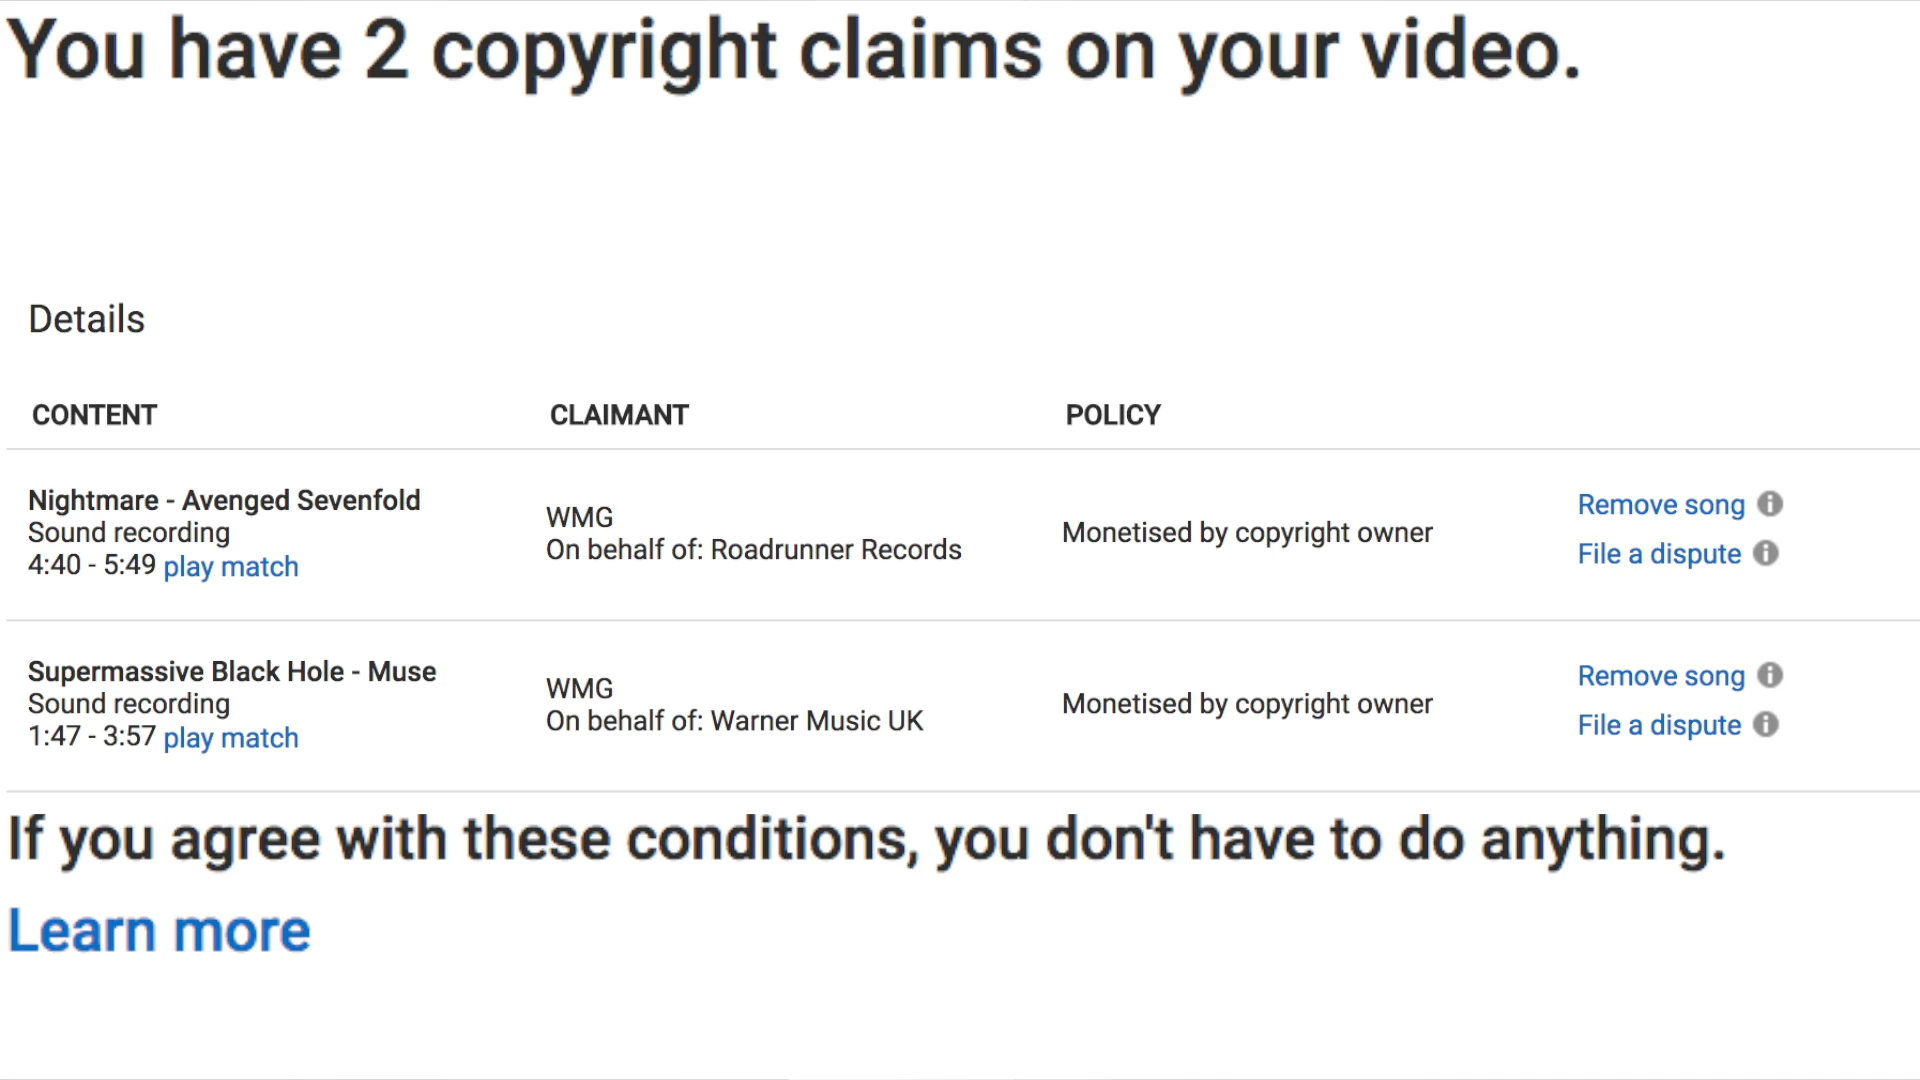 You have 2 copyright claims on your video.
Details
CONTENT CLAIMANT POLICY
Nightmare - Avenged Sevenfold
Sound recording
4:40 - 5:49 play match
WMG
On behalf of: Roadrunner Records
Monetised by copyright owner
Remove song
File a dispute
Supermassive Black Hole - Muse
Sound recording
1:47 - 3:57 play match
WMG
On behalf of: Warner Music UK
Monetised by copyright owner
Remove song
File a dispute
If you agree with these conditions, you don't have to do anything.
Learn more